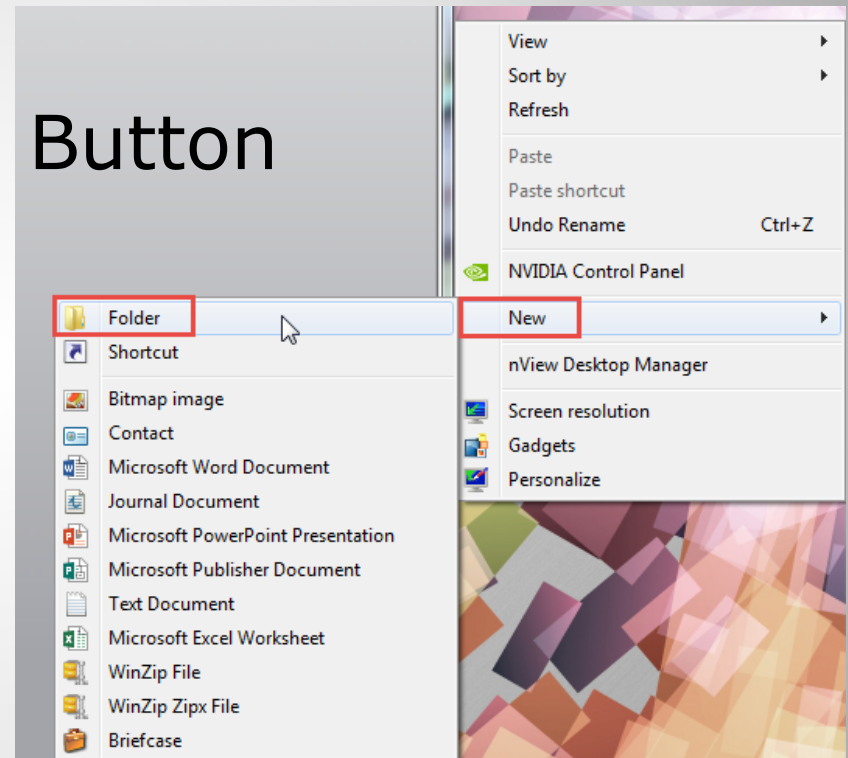 Button
View
Sort by
Refresh
Paste
Paste shortcut
Undo Rename Ctrl+Z
NVIDIA Control Panel
New
nView Desktop Manager
Screen resolution
Gadgets
Personalize
Folder
Shortcut
Bitmap image
Contact
Microsoft Word Document
Journal Document
Microsoft PowerPoint Presentation
Microsoft Publisher Document
Text Document
Microsoft Excel Worksheet
WinZip File
WinZip Zipx File
Briefcase